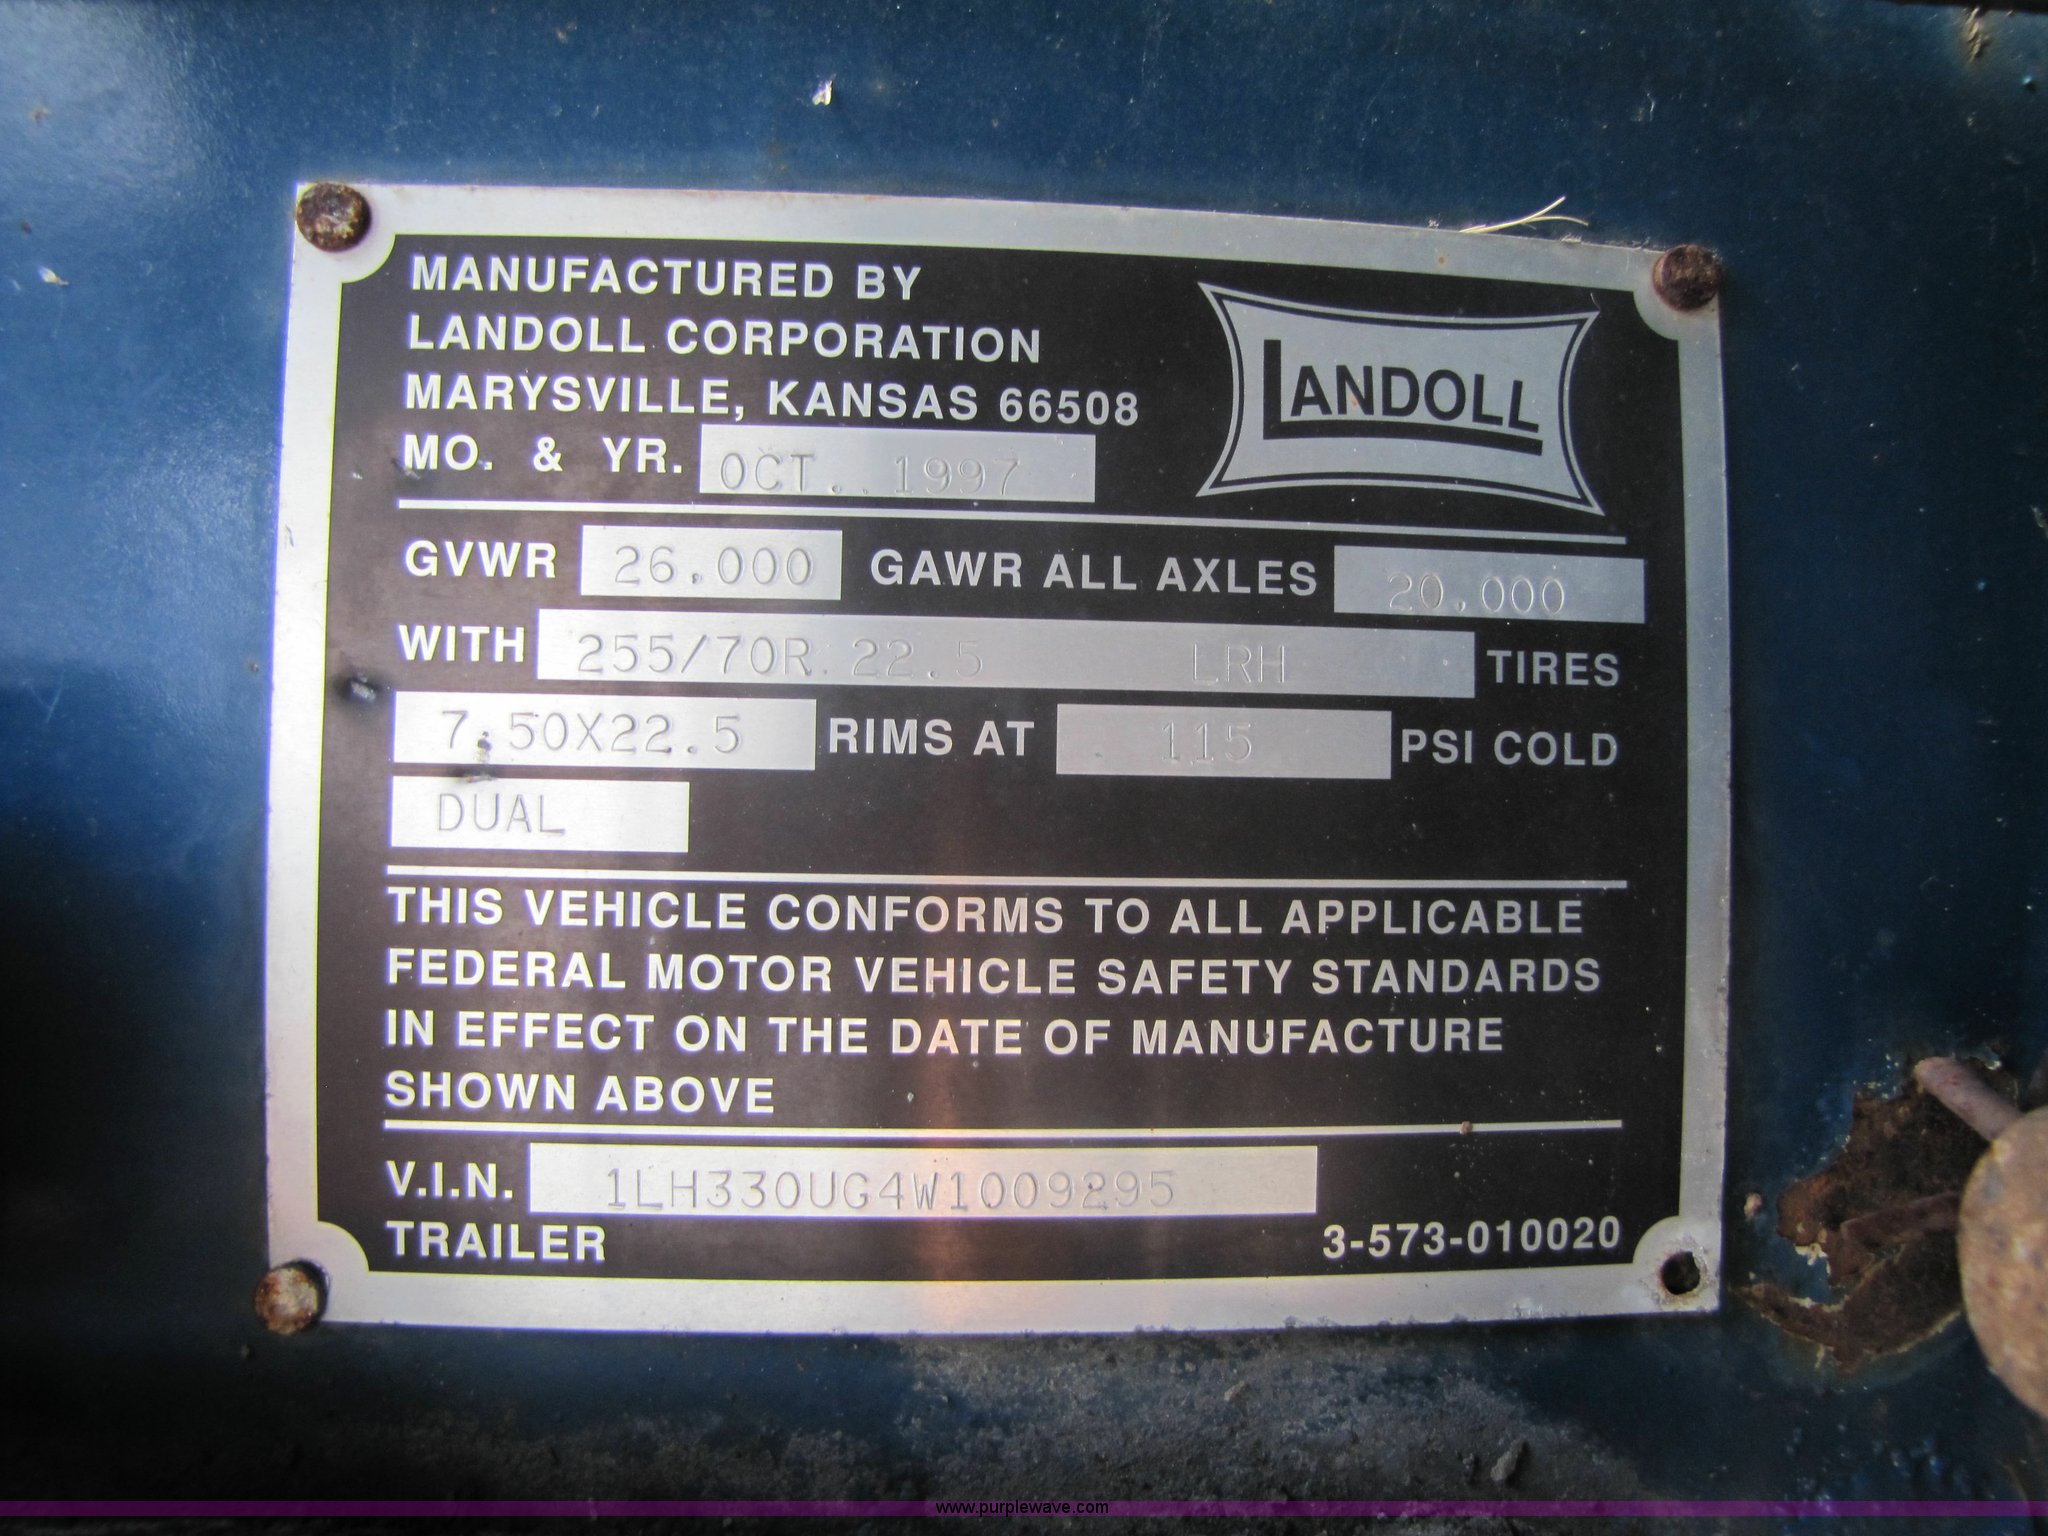 MANUFACTURED BY
LANDOLL CORPORATION
MARYSVILLE, KANSAS 66508
LANDOLL
MO. & YR. OCT. 1997
GVWR 26,000 GAWR ALL AXLES 20,000
WITH 255/70R 22.5 LRH TIRES
7.50X22.5 RIMS AT 115 PSI COLD
DUAL
THIS VEHICLE CONFORMS TO ALL APPLICABLE
FEDERAL MOTOR VEHICLE SAFETY STANDARDS
IN EFFECT ON THE DATE OF MANUFACTURE
SHOWN ABOVE
V.I.N. 1LH330UG4W1009295
TRAILER 3-573-010020
www.purplewave.com